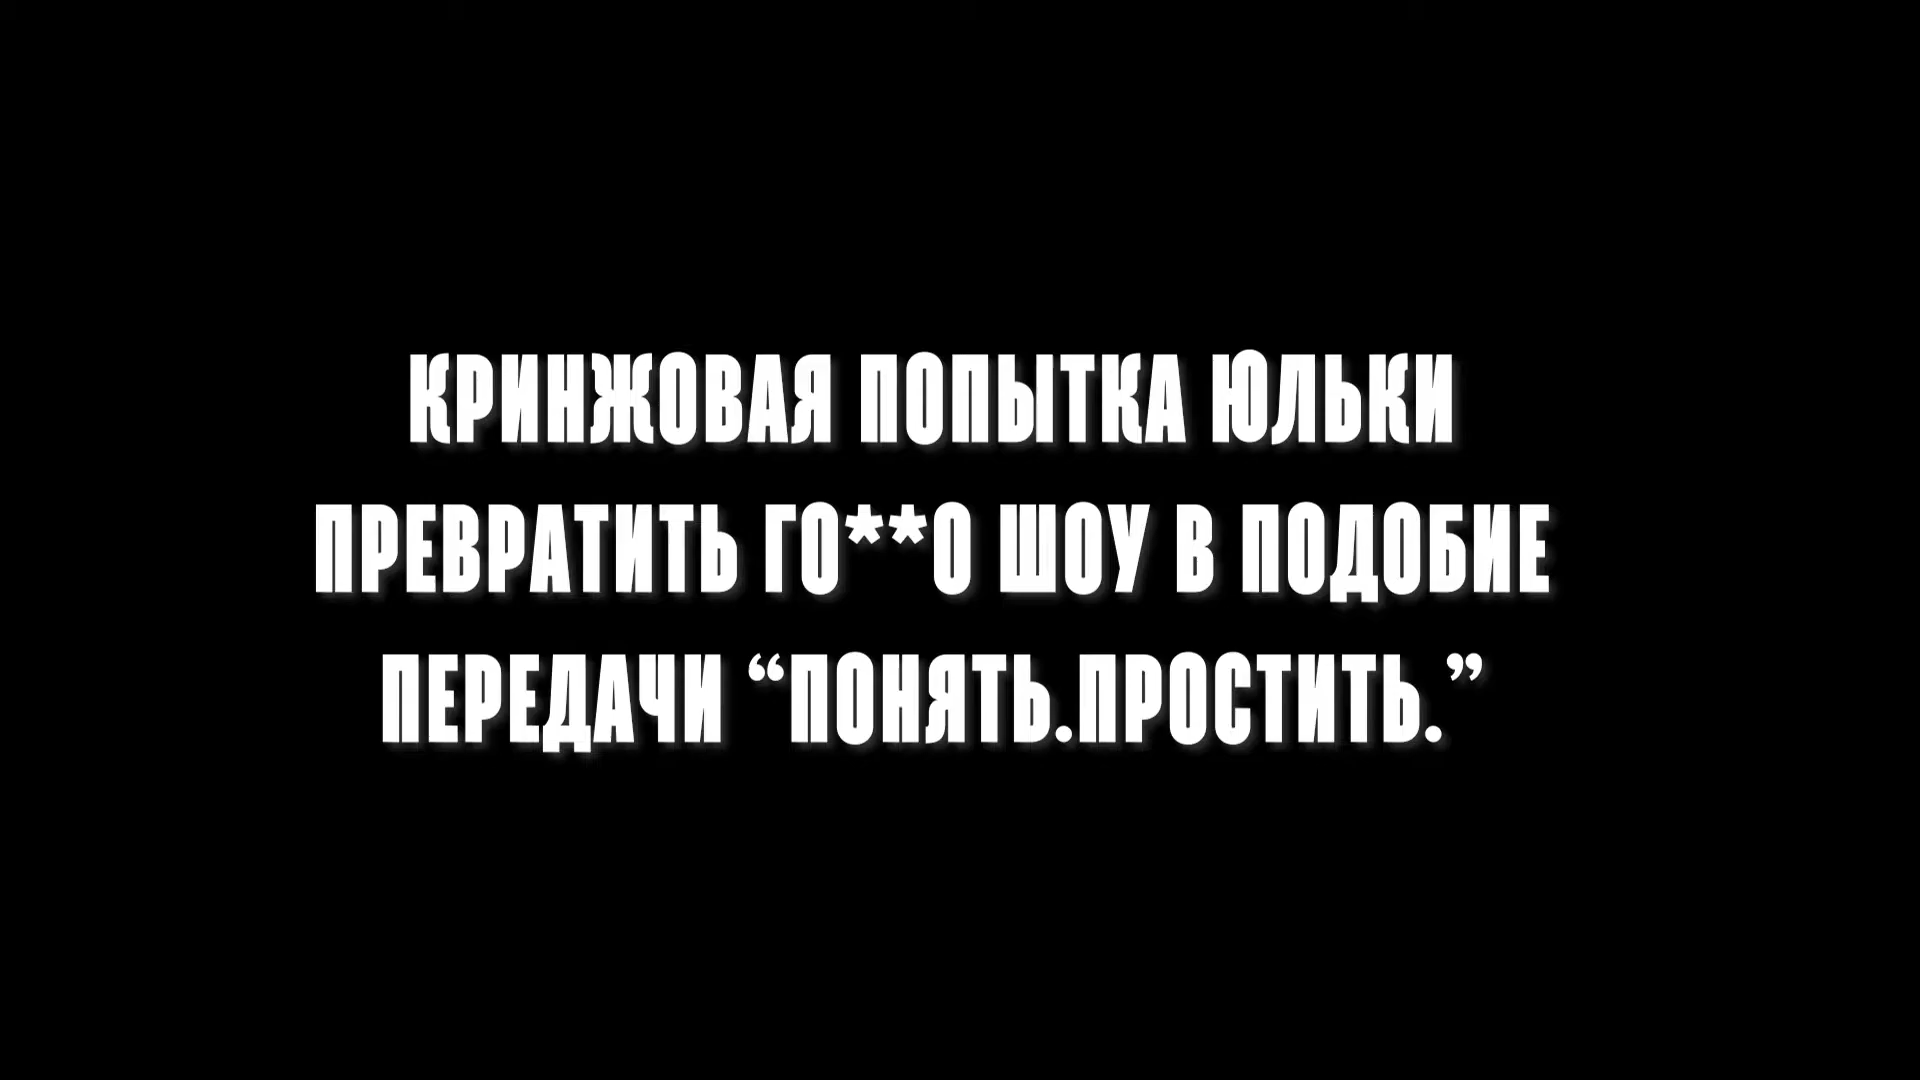 КРИНЖОВАЯ ПОПЫТКА ЮЛЬКИ
ПРЕВРАТИТЬ ГО**О ШОУ В ПОДОБИЕ
ПЕРЕДАЧИ “ПОНЯТЬ.ПРОСТИТЬ.”